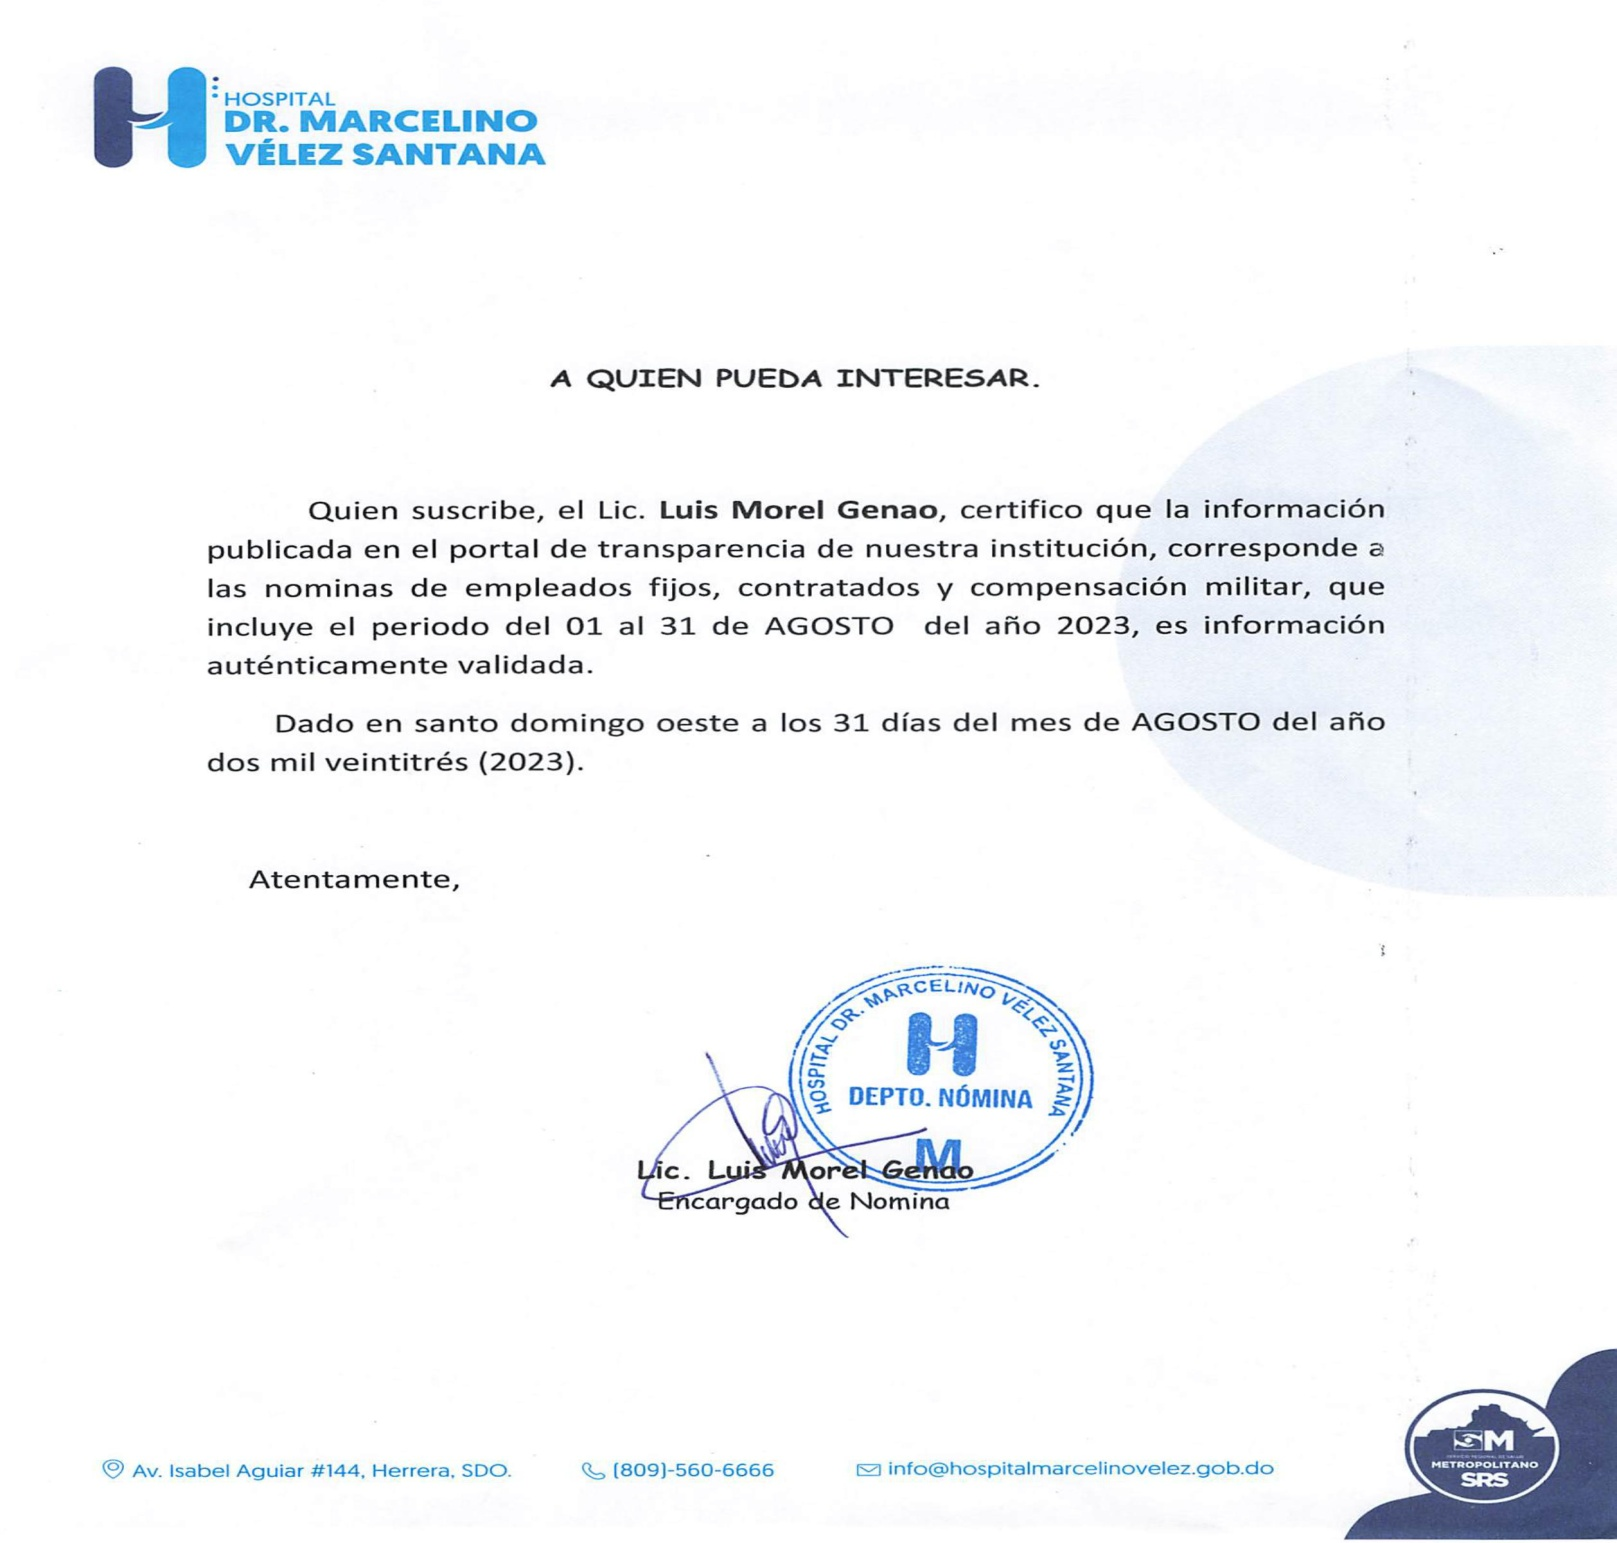 HOSPITAL
DR. MARCELINO
VÉLEZ SANTANA
A QUIEN PUEDA INTERESAR.
Quien suscribe, el Lic. Luis Morel Genao, certifico que la información
publicada en el portal de transparencia de nuestra institución, corresponde a
las nominas de empleados fijos, contratados y compensación militar, que
incluye el periodo del 01 al 31 de AGOSTO del año 2023, es información
auténticamente validada.
Dado en santo domingo oeste a los 31 días del mes de AGOSTO del año
dos mil veintitrés (2023).
Atentamente,
HOSPITAL DR. MARCELINO VÉLEZ SANTANA
DEPTO. NÓMINA
M
Lic. Luis Morel Genao
Encargado de Nomina
Av. Isabel Aguiar #144, Herrera, SDO. (809)-560-6666 info@hospitalmarcelinovelez.gob.do
M
METROPOLITANO
SRS